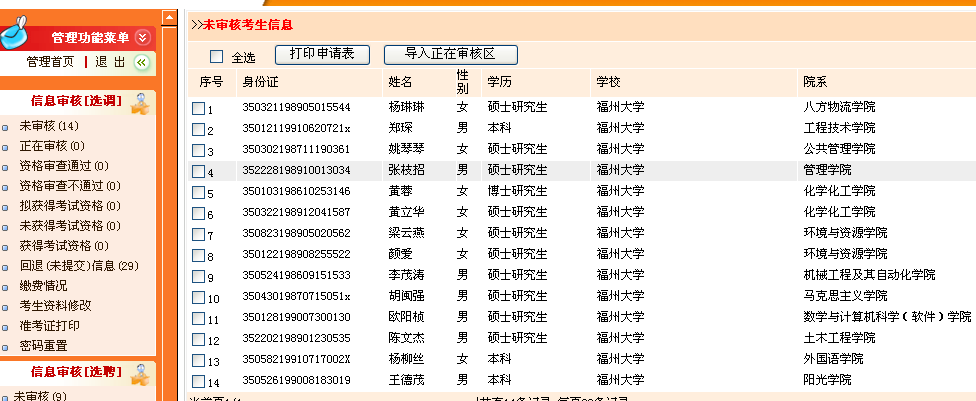 管理功能菜单
管理首页 | 退 出
信息审核[选调]
未审核(14)
正在审核(0)
资格审查通过(0)
资格审查不通过(0)
拟获得考试资格(0)
未获得考试资格(0)
获得考试资格(0)
回退(未提交)信息(29)
缴费情况
考生资料修改
准考证打印
密码重置
信息审核[选聘]
未审核(9)
>>未审核考生信息
全选 打印申请表 导入正在审核区
序号 身份证 姓名 性别 学历 学校 院系
1 350321198905015544 杨琳琳 女 硕士研究生 福州大学 八方物流学院
2 35012119910620721x 郑琛 男 本科 福州大学 工程技术学院
3 350302198711190361 姚琴琴 女 硕士研究生 福州大学 公共管理学院
4 352228198910013034 张枝招 男 硕士研究生 福州大学 管理学院
5 350103198610253146 黄蓉 女 博士研究生 福州大学 化学化工学院
6 350322198912041587 黄立华 女 硕士研究生 福州大学 化学化工学院
7 350823198905020562 梁云燕 女 硕士研究生 福州大学 环境与资源学院
8 350122198908255522 颜爱 女 硕士研究生 福州大学 环境与资源学院
9 350524198609151533 李茂涛 男 硕士研究生 福州大学 机械工程及其自动化学院
10 35043019870715051x 胡闽强 男 硕士研究生 福州大学 马克思主义学院
11 350128199007300130 欧阳桢 男 硕士研究生 福州大学 数学与计算机科学(软件)学院
12 352202198901230535 陈文杰 男 硕士研究生 福州大学 土木工程学院
13 35058219910717002X 杨柳丝 女 本科 福州大学 外国语学院
14 350526199008183019 王德茂 男 本科 福州大学 阳光学院